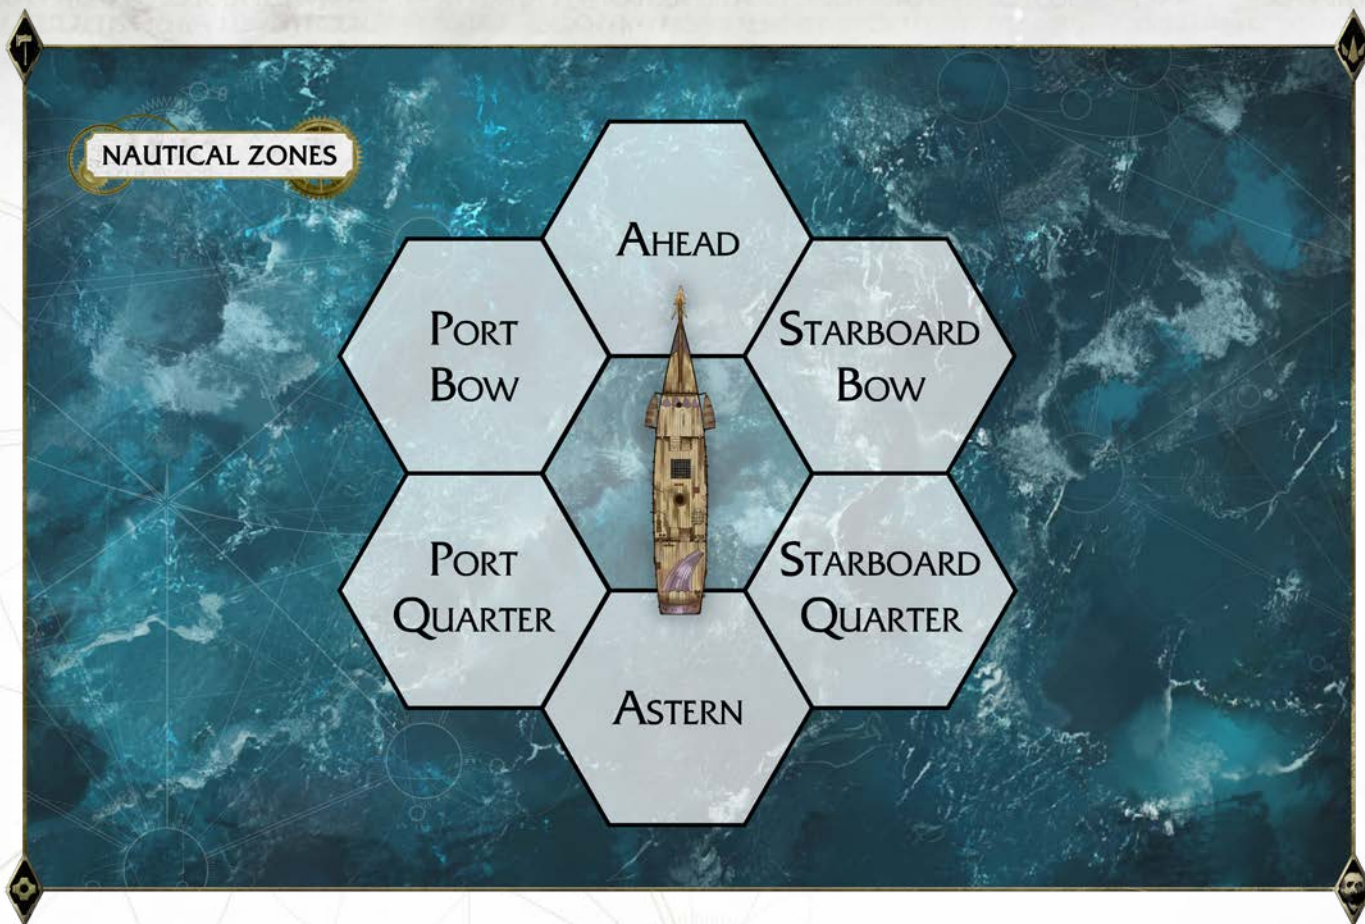 NAUTICAL ZONES
AHEAD
PORT
BOW
STARBOARD
BOW
PORT
QUARTER
STARBOARD
QUARTER
ASTERN